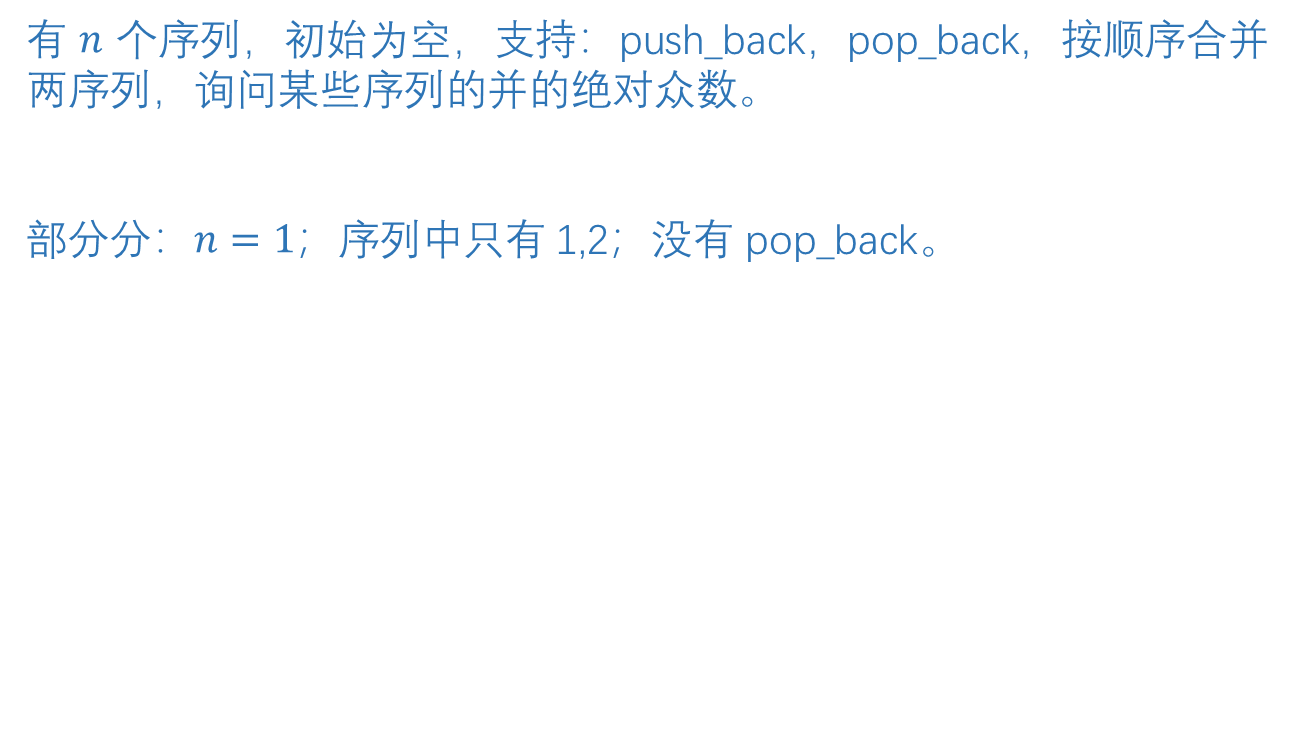 有 𝑛 个序列，初始为空，支持：push_back，pop_back，按顺序合并
两序列，询问某些序列的并的绝对众数。
部分分：𝑛 = 1；序列中只有 1,2；没有 pop_back。